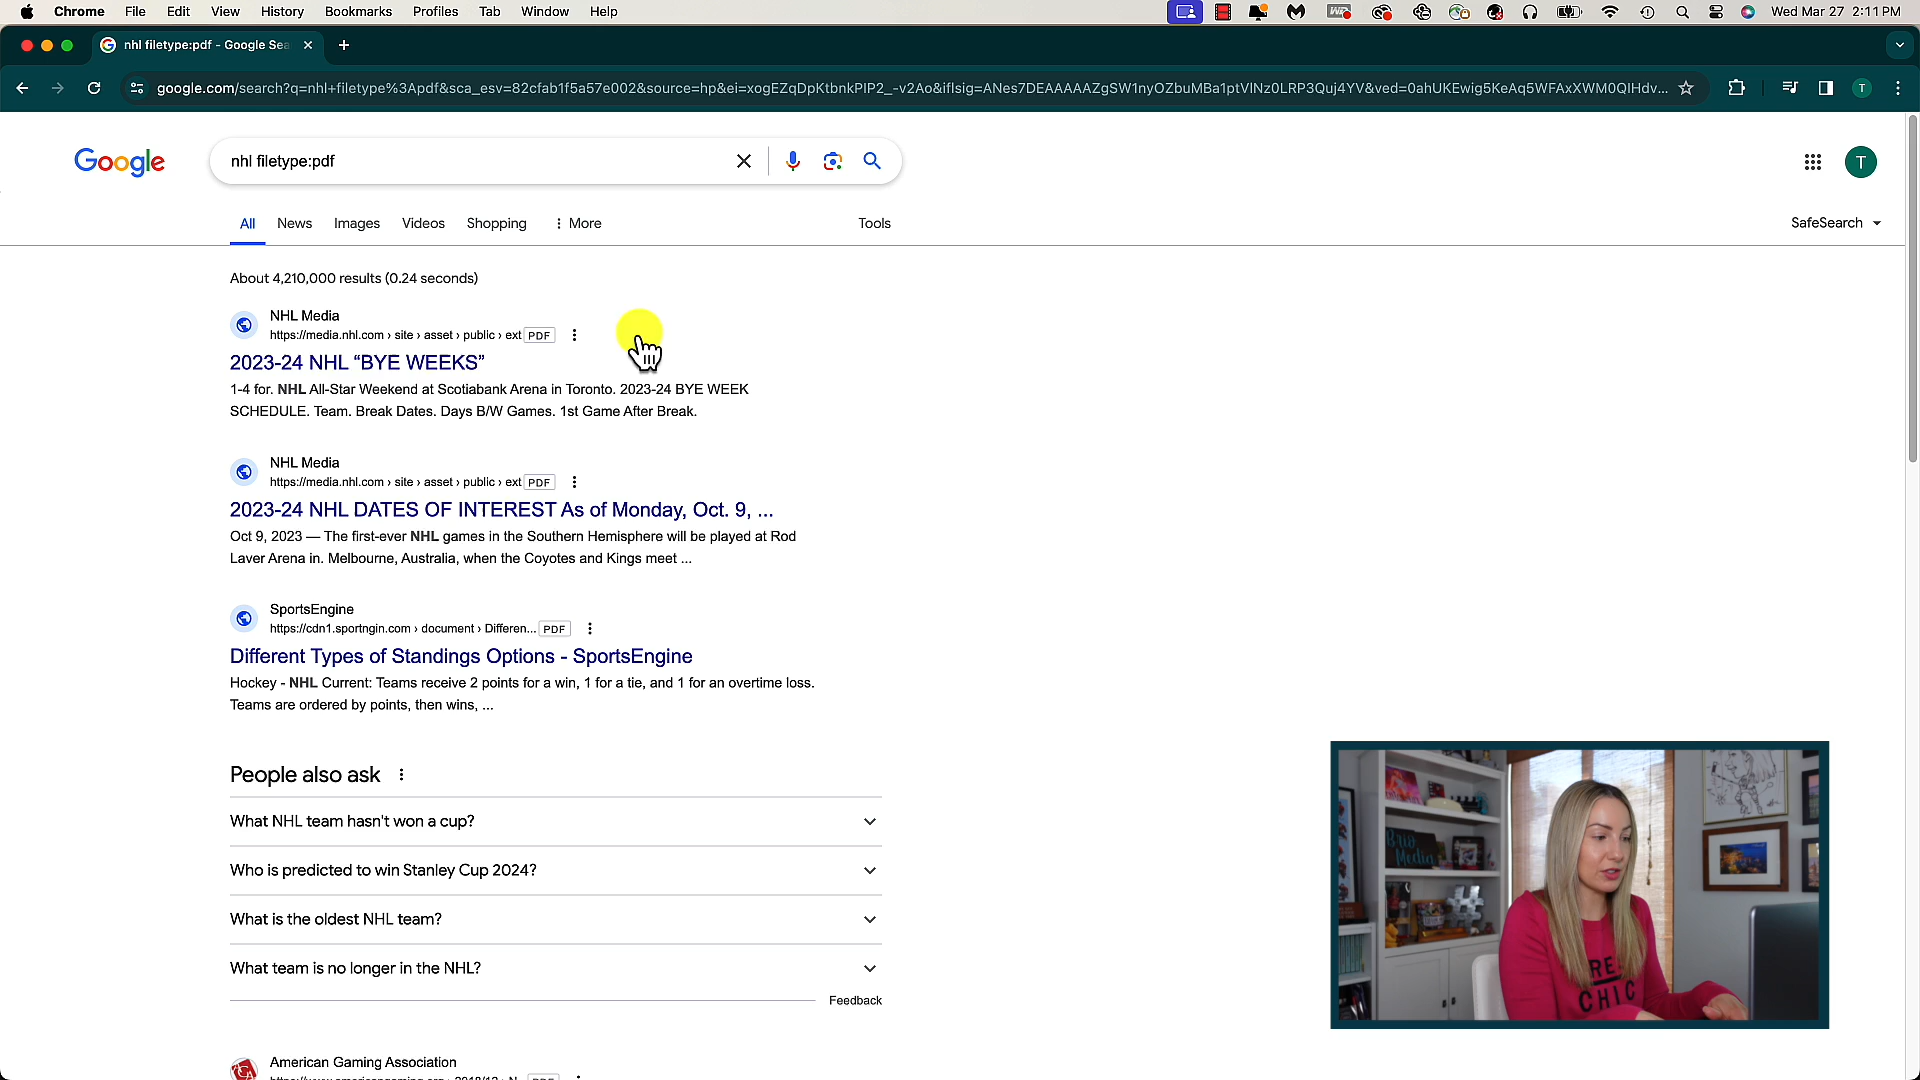 Chrome File Edit View History Bookmarks Profiles Tab Window Help Wed Mar 27 2:11 PM
nhl filetype:pdf - Google Sea
google.com/search?q=nhl+filetype%3Apdf&sca_esv=82cfab1f5a57e002&source=hp&ei=xogEZqDpKtbnkPIP2_-v2Ao&iflsig=ANes7DEAAAAAZgSW1nyOZbuMBa1ptVINz0LRP3Quj4YV&ved=0ahUKEwig5KeAq5WFAxXWM0QIHdv...
T
Google
nhl filetype:pdf
T
All News Images Videos Shopping More Tools SafeSearch
About 4,210,000 results (0.24 seconds)
NHL Media
https://media.nhl.com › site › asset › public › ext PDF
2023-24 NHL “BYE WEEKS”
1-4 for. NHL All-Star Weekend at Scotiabank Arena in Toronto. 2023-24 BYE WEEK
SCHEDULE. Team. Break Dates. Days B/W Games. 1st Game After Break.
NHL Media
https://media.nhl.com › site › asset › public › ext PDF
2023-24 NHL DATES OF INTEREST As of Monday, Oct. 9, ...
Oct 9, 2023 — The first-ever NHL games in the Southern Hemisphere will be played at Rod
Laver Arena in. Melbourne, Australia, when the Coyotes and Kings meet ...
SportsEngine
https://cdn1.sportngin.com › document › Differen... PDF
Different Types of Standings Options - SportsEngine
Hockey - NHL Current: Teams receive 2 points for a win, 1 for a tie, and 1 for an overtime loss.
Teams are ordered by points, then wins, ...
People also ask
What NHL team hasn't won a cup?
Who is predicted to win Stanley Cup 2024?
What is the oldest NHL team?
What team is no longer in the NHL?
Feedback
American Gaming Association
Brio
Media
CHIC